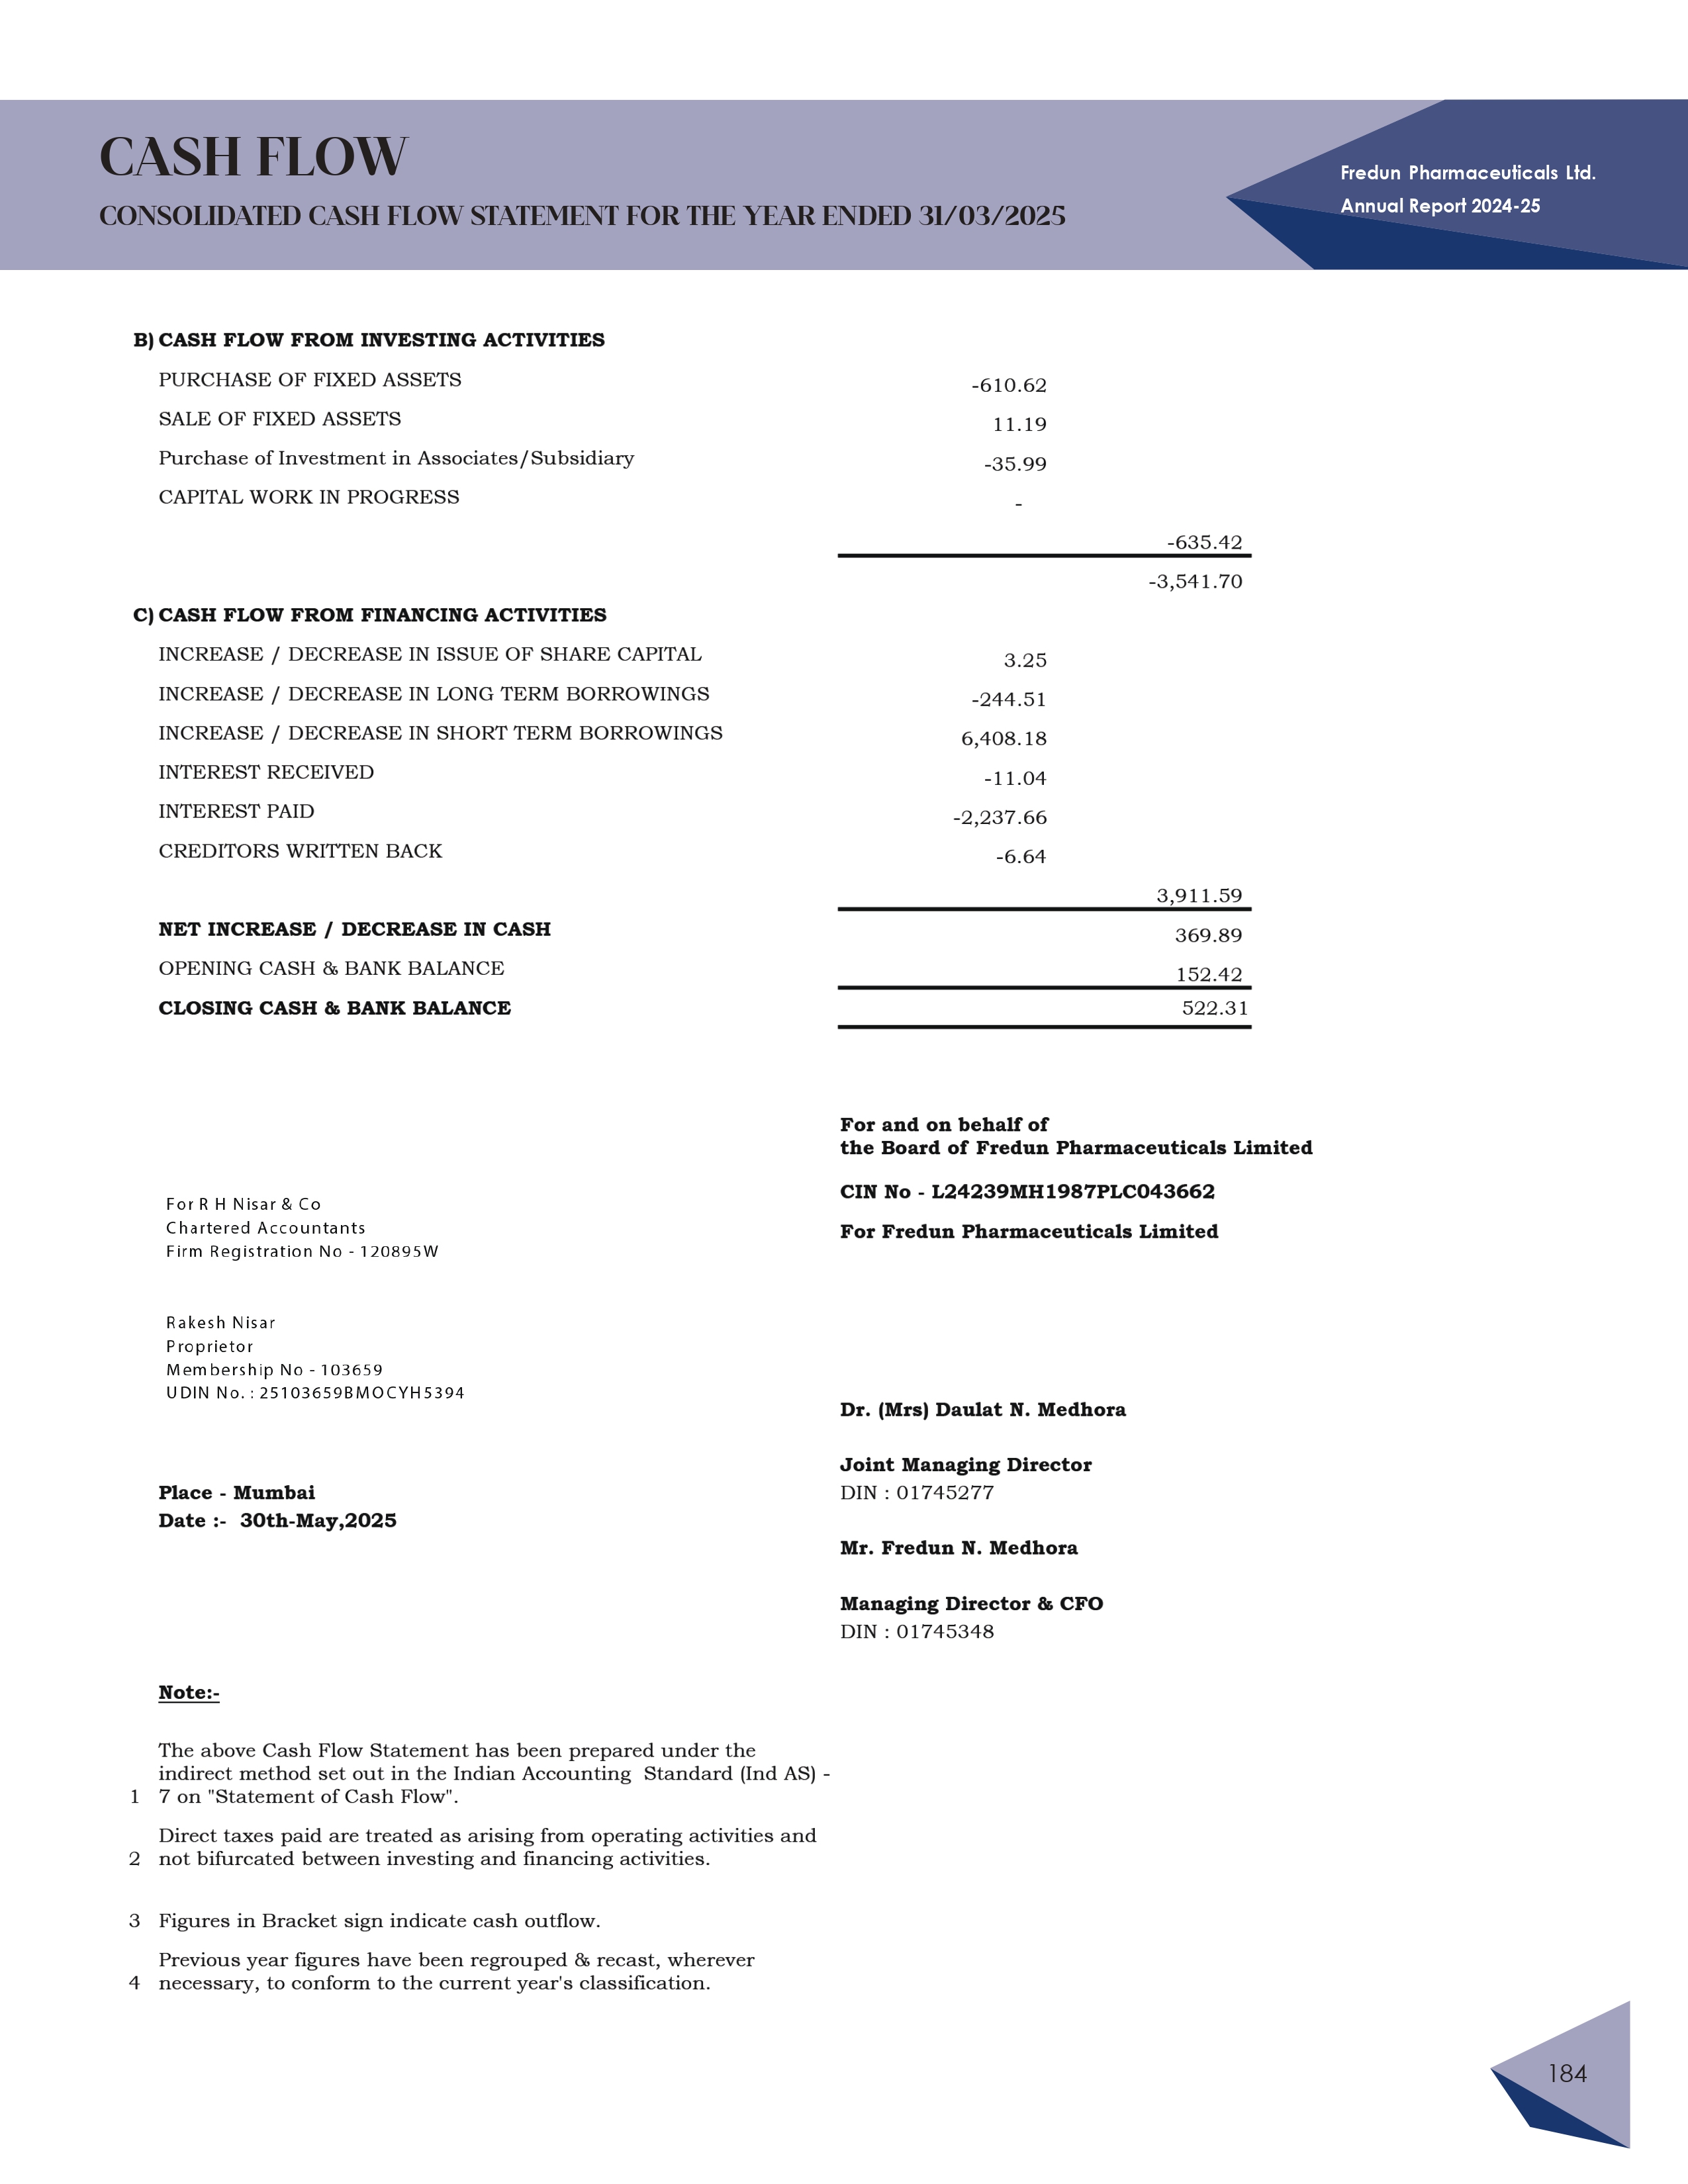 CASH FLOW
CONSOLIDATED CASH FLOW STATEMENT FOR THE YEAR ENDED 31/03/2025
Fredun Pharmaceuticals Ltd.
Annual Report 2024-25
B) CASH FLOW FROM INVESTING ACTIVITIES
PURCHASE OF FIXED ASSETS -610.62
SALE OF FIXED ASSETS 11.19
Purchase of Investment in Associates/Subsidiary -35.99
CAPITAL WORK IN PROGRESS -
-635.42
-3,541.70
C) CASH FLOW FROM FINANCING ACTIVITIES
INCREASE / DECREASE IN ISSUE OF SHARE CAPITAL 3.25
INCREASE / DECREASE IN LONG TERM BORROWINGS -244.51
INCREASE / DECREASE IN SHORT TERM BORROWINGS 6,408.18
INTEREST RECEIVED -11.04
INTEREST PAID -2,237.66
CREDITORS WRITTEN BACK -6.64
3,911.59
NET INCREASE / DECREASE IN CASH 369.89
OPENING CASH & BANK BALANCE 152.42
CLOSING CASH & BANK BALANCE 522.31
For and on behalf of
the Board of Fredun Pharmaceuticals Limited
CIN No - L24239MH1987PLC043662
For Fredun Pharmaceuticals Limited
For R H Nisar & Co
Chartered Accountants
Firm Registration No - 120895W
Rakesh Nisar
Proprietor
Membership No - 103659
UDIN No. : 25103659BMOCYH5394
Place - Mumbai
Date :- 30th-May,2025
Dr. (Mrs) Daulat N. Medhora
Joint Managing Director
DIN : 01745277
Mr. Fredun N. Medhora
Managing Director & CFO
DIN : 01745348
Note:-
The above Cash Flow Statement has been prepared under the
indirect method set out in the Indian Accounting Standard (Ind AS) -
1 7 on "Statement of Cash Flow".
Direct taxes paid are treated as arising from operating activities and
2 not bifurcated between investing and financing activities.
3 Figures in Bracket sign indicate cash outflow.
Previous year figures have been regrouped & recast, wherever
4 necessary, to conform to the current year's classification.
184